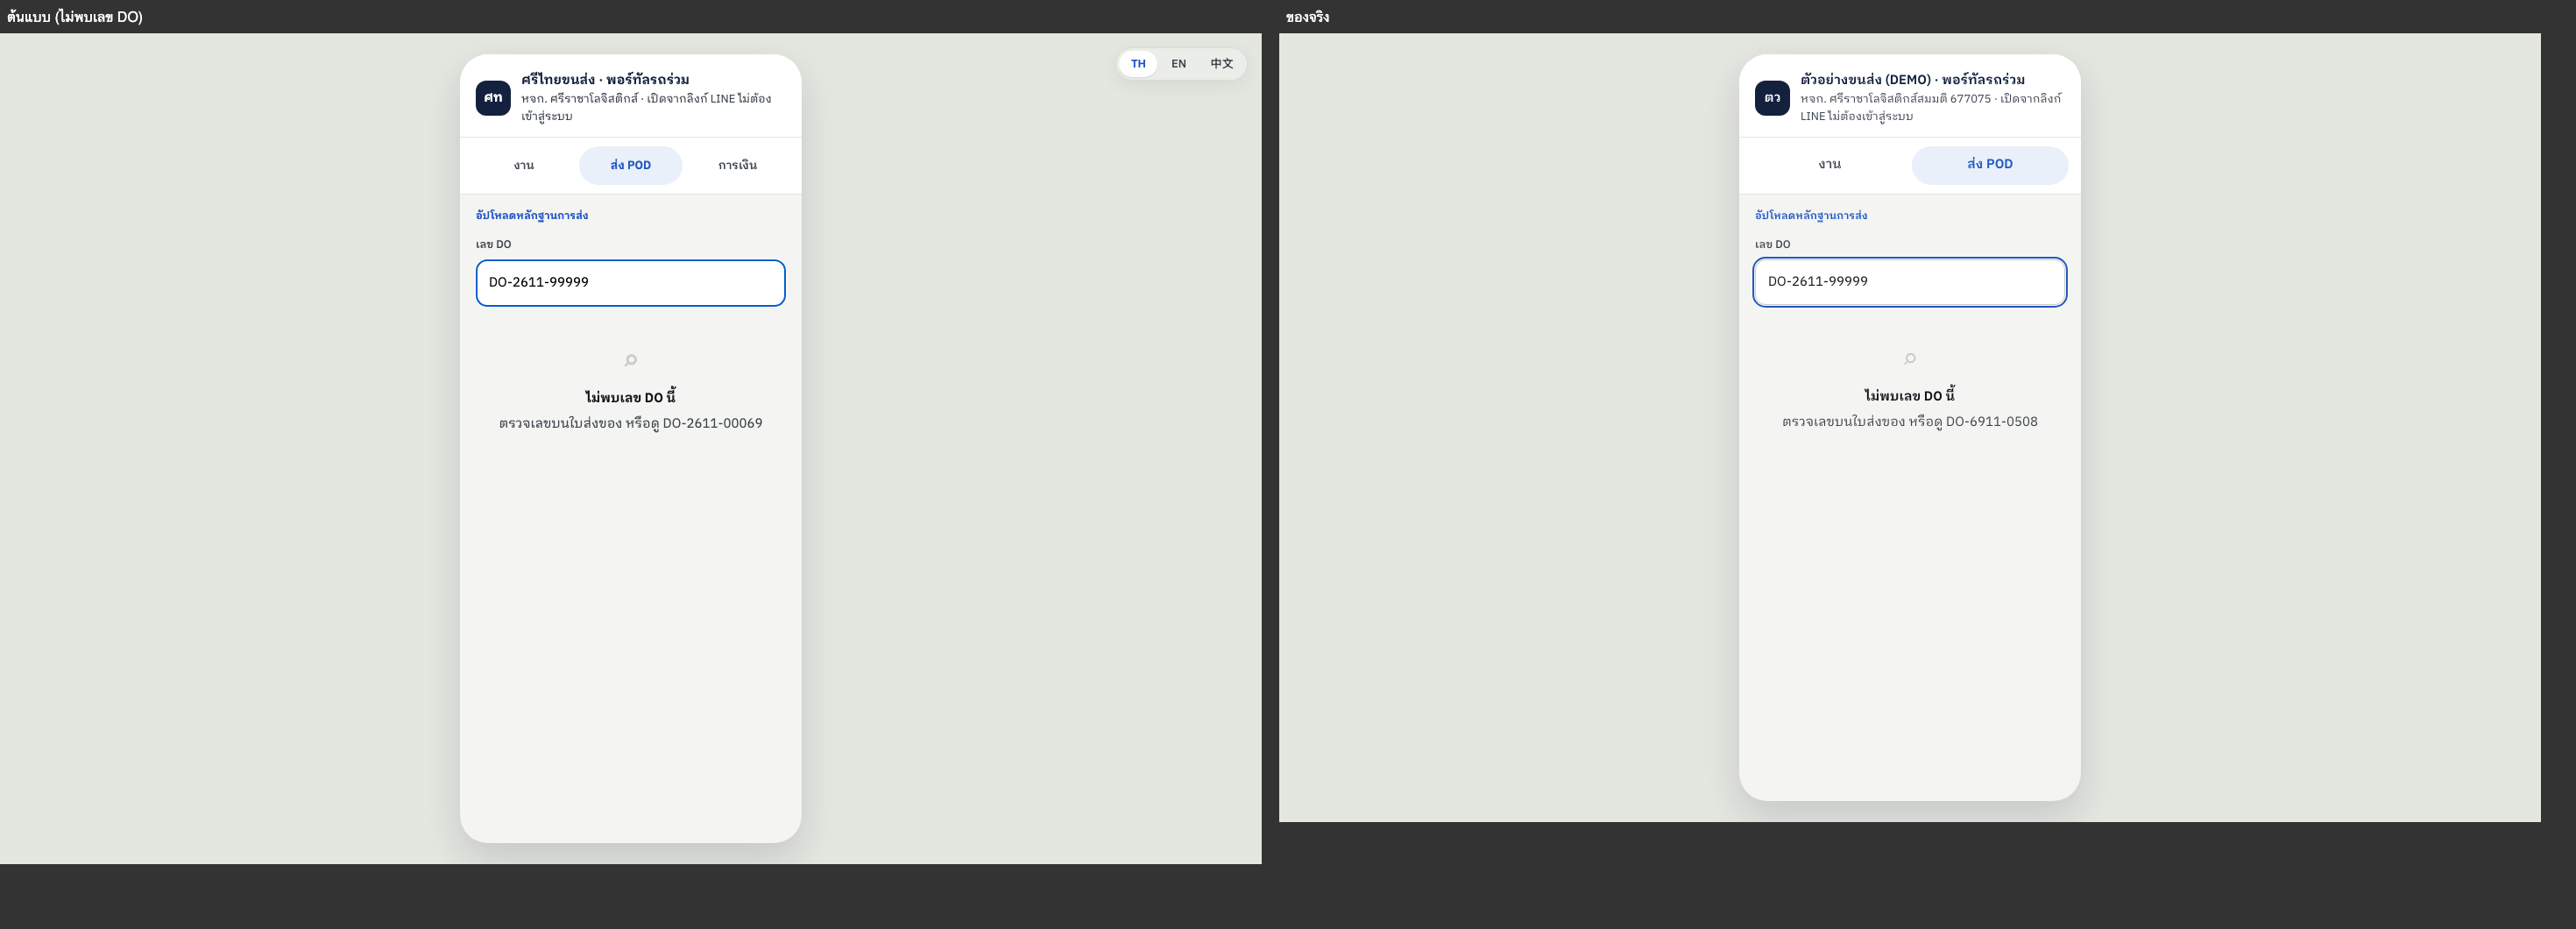 ต้นแบบ (ไม่พบเลข DO)
ศท
ศรีไทยขนส่ง · พอร์ทัลรถร่วม
หจก. ศรีราชาโลจิสติกส์ · เปิดจากลิงก์ LINE ไม่ต้อง
เข้าสู่ระบบ
TH EN 中文
งาน ส่ง POD การเงิน
อัปโหลดหลักฐานการส่ง
เลข DO
DO-2611-99999
ไม่พบเลข DO นี้
ตรวจเลขบนใบส่งของ หรือดู DO-2611-00069
ของจริง
ตว
ตัวอย่างขนส่ง (DEMO) · พอร์ทัลรถร่วม
หจก. ศรีราชาโลจิสติกส์สมมติ 677075 · เปิดจากลิงก์
LINE ไม่ต้องเข้าสู่ระบบ
งาน ส่ง POD
อัปโหลดหลักฐานการส่ง
เลข DO
DO-2611-99999
ไม่พบเลข DO นี้
ตรวจเลขบนใบส่งของ หรือดู DO-6911-0508